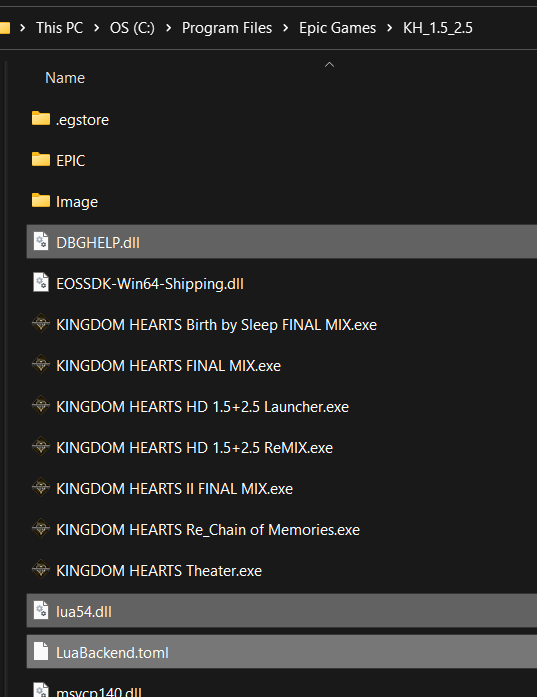 This PC > OS (C:) > Program Files > Epic Games > KH_1.5_2.5
Name
.egstore
EPIC
Image
DBGHELP.dll
EOSSDK-Win64-Shipping.dll
KINGDOM HEARTS Birth by Sleep FINAL MIX.exe
KINGDOM HEARTS FINAL MIX.exe
KINGDOM HEARTS HD 1.5+2.5 Launcher.exe
KINGDOM HEARTS HD 1.5+2.5 ReMIX.exe
KINGDOM HEARTS II FINAL MIX.exe
KINGDOM HEARTS Re_Chain of Memories.exe
KINGDOM HEARTS Theater.exe
lua54.dll
LuaBackend.toml
msvcp140.dll